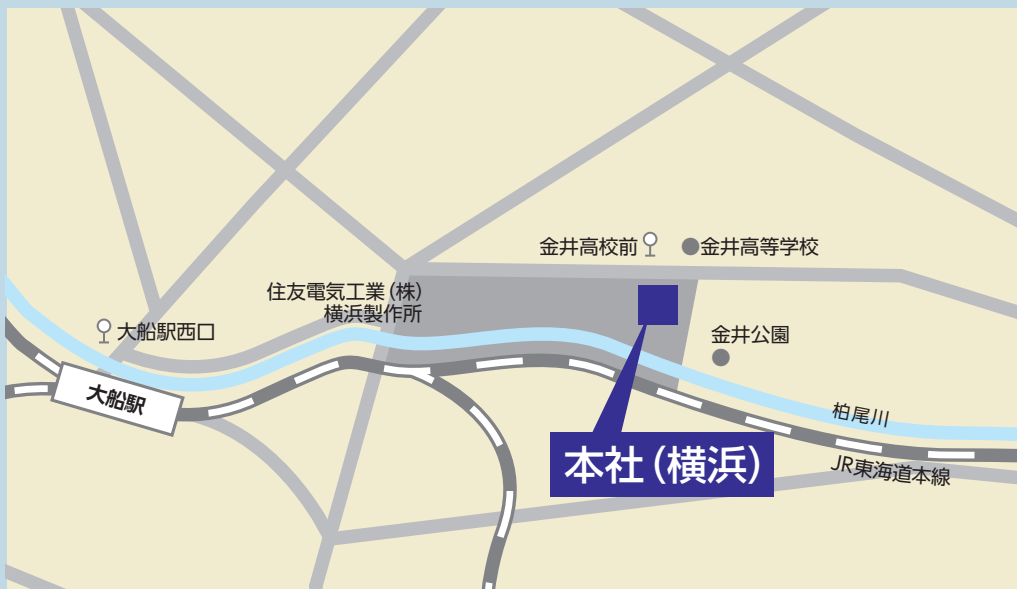 金井高校前
金井高等学校
住友電気工業(株)
横浜製作所
大船駅西口
金井公園
大船駅
柏尾川
本社(横浜)
JR東海道本線